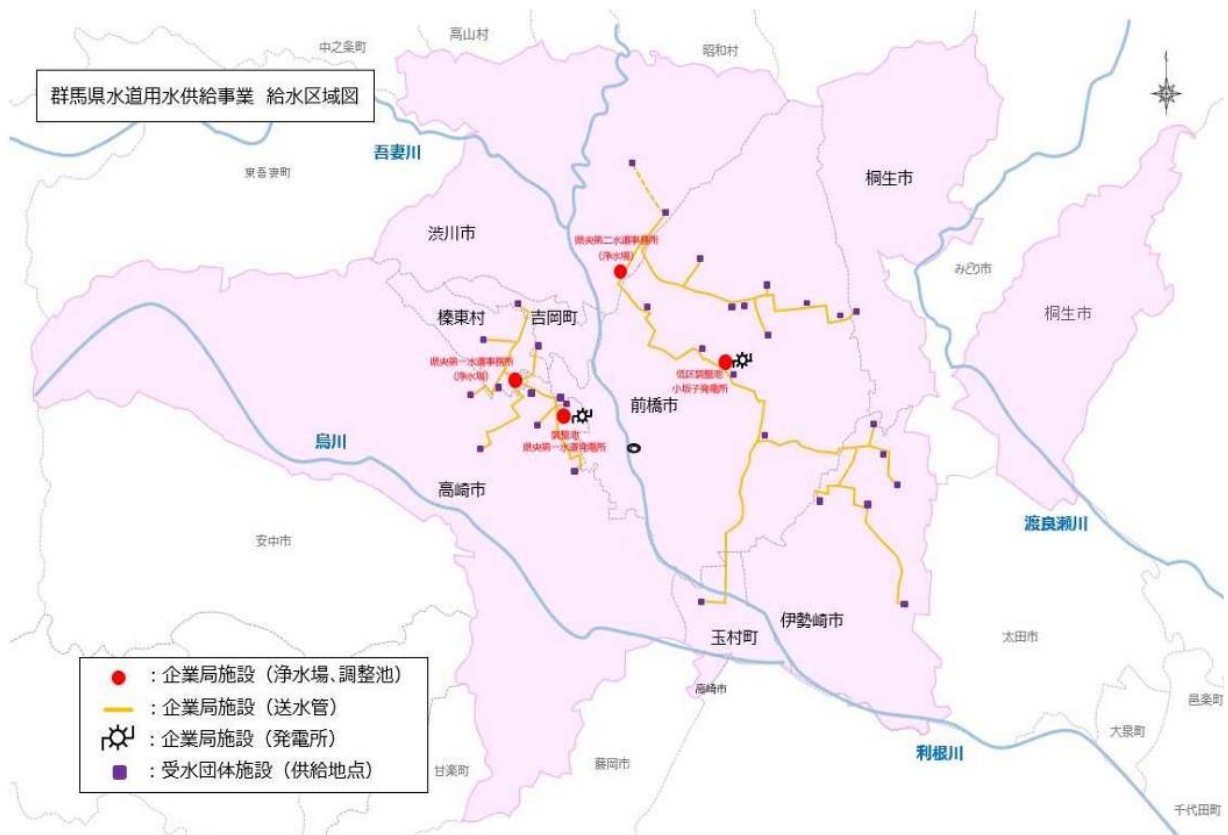 高山村
中之条町
昭和村
群馬県水道用水供給事業 給水区域図
吾妻川
東吾妻町
桐生市
渋川市
県央第二水道事務所
(浄水場)
みどり市
桐生市
榛東村
吉岡町
県央第一水道事務所
(浄水場)
低区調整池
小坂子発電所
前橋市
調整池
県央第一水道発電所
烏川
高崎市
安中市
渡良瀬川
伊勢崎市
玉村町
太田市
高崎市
邑楽町
大泉町
利根川
藤岡市
甘楽町
千代田町
：企業局施設（浄水場、調整池）
：企業局施設（送水管）
：企業局施設（発電所）
：受水団体施設（供給地点）